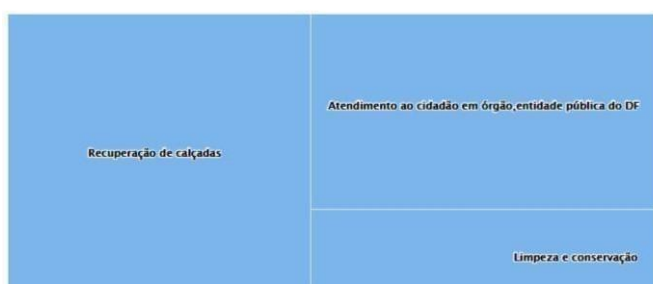 Recuperação de calçadas
Atendimento ao cidadão em órgão,entidade pública do DF
Limpeza e conservação